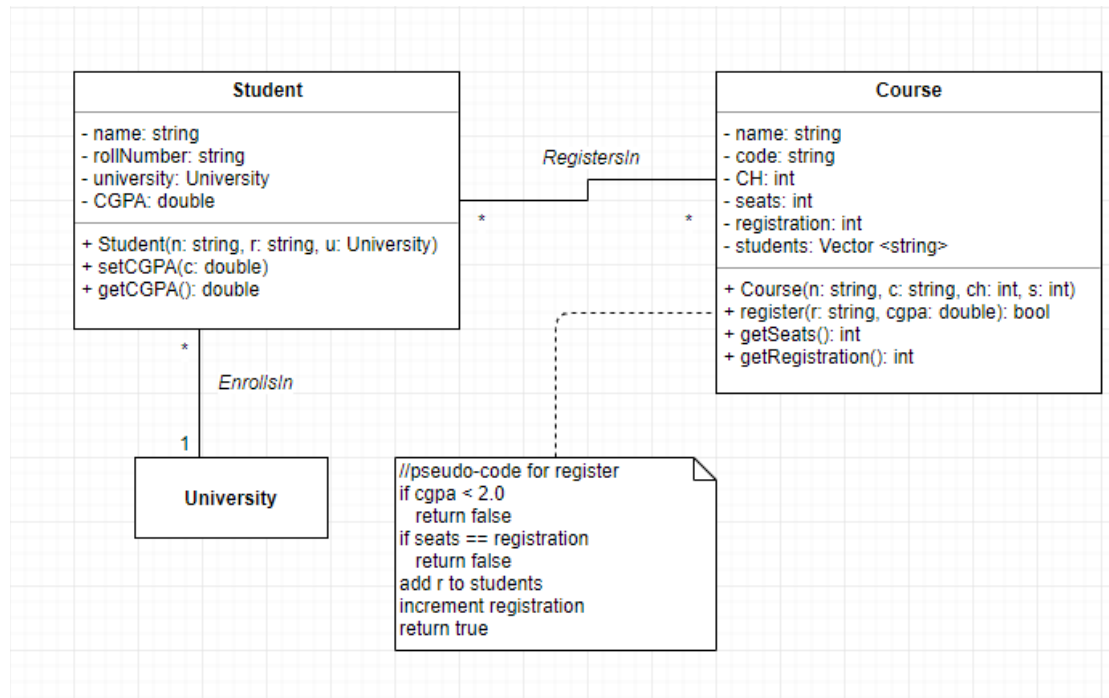 Student
- name: string
- rollNumber: string
- university: University
- CGPA: double
+ Student(n: string, r: string, u: University)
+ setCGPA(c: double)
+ getCGPA(): double
RegistersIn
*
*
Course
- name: string
- code: string
- CH: int
- seats: int
- registration: int
- students: Vector <string>
+ Course(n: string, c: string, ch: int, s: int)
+ register(r: string, cgpa: double): bool
+ getSeats(): int
+ getRegistration(): int
*
EnrollsIn
1
University
//pseudo-code for register
if cgpa < 2.0
return false
if seats == registration
return false
add r to students
increment registration
return true